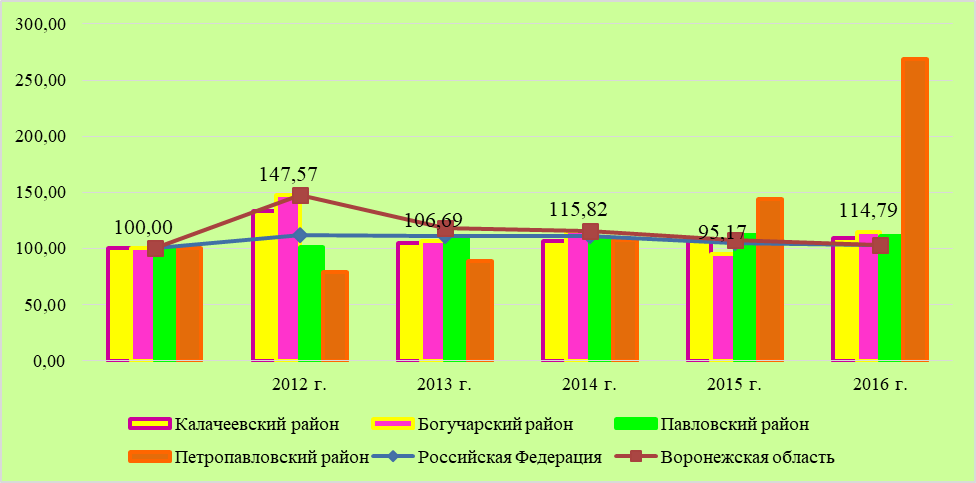 300,00
250,00
200,00
150,00
100,00
50,00
0,00
100,00
147,57
106,69
115,82
95,17
114,79
2012 г.
2013 г.
2014 г.
2015 г.
2016 г.
Калачеевский район
Богучарский район
Павловский район
Петропавловский район
Российская Федерация
Воронежская область